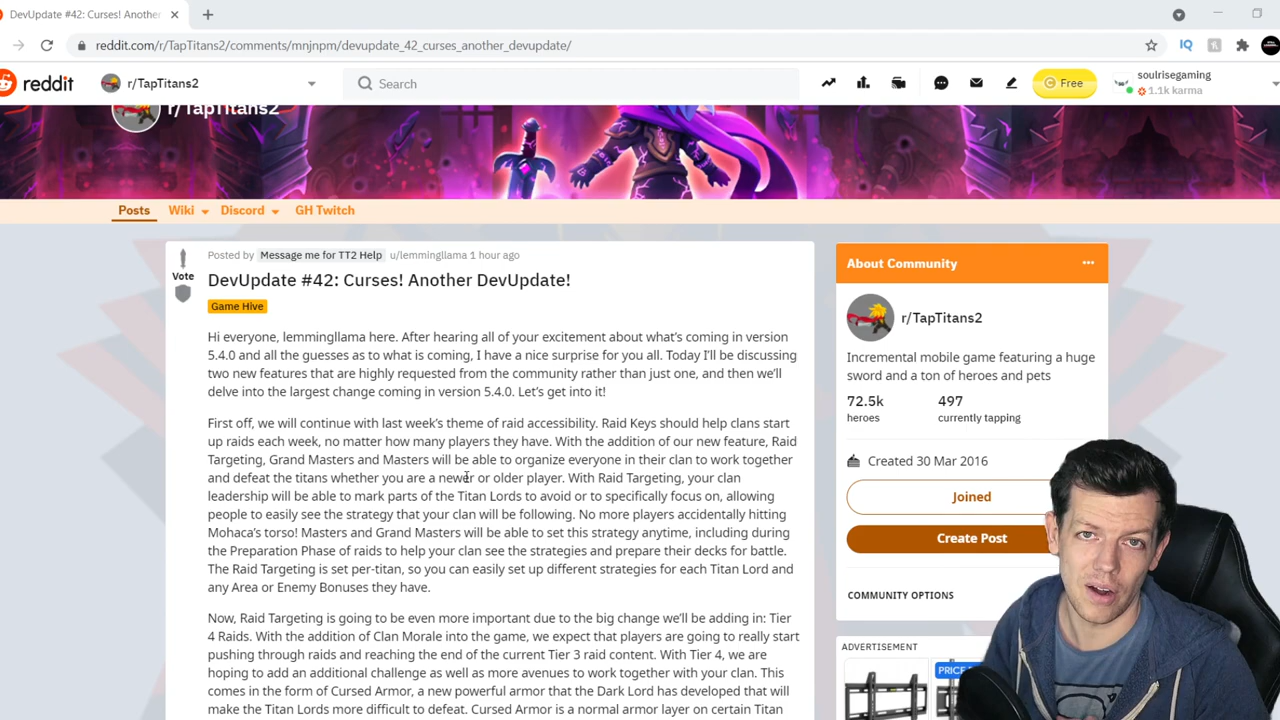 DevUpdate #42: Curses! Another
reddit.com/r/TapTitans2/comments/mnjnpm/devupdate_42_curses_another_devupdate/
IQ
reddit
r/TapTitans2
Search
Free
soulrisegaming
1.1k karma
r/TapTitans2
Posts
Wiki
Discord
GH Twitch
Vote
Posted by Message me for TT2 Help u/lemmingllama 1 hour ago
DevUpdate #42: Curses! Another DevUpdate!
Game Hive
Hi everyone, lemmingllama here. After hearing all of your excitement about what's coming in version
5.4.0 and all the guesses as to what is coming, I have a nice surprise for you all. Today I'll be discussing
two new features that are highly requested from the community rather than just one, and then we'll
delve into the largest change coming in version 5.4.0. Let's get into it!
First off, we will continue with last week's theme of raid accessibility. Raid Keys should help clans start
up raids each week, no matter how many players they have. With the addition of our new feature, Raid
Targeting, Grand Masters and Masters will be able to organize everyone in their clan to work together
and defeat the titans whether you are a newer or older player. With Raid Targeting, your clan
leadership will be able to mark parts of the Titan Lords to avoid or to specifically focus on, allowing
people to easily see the strategy that your clan will be following. No more players accidentally hitting
Mohaca's torso! Masters and Grand Masters will be able to set this strategy anytime, including during
the Preparation Phase of raids to help your clan see the strategies and prepare their decks for battle.
The Raid Targeting is set per-titan, so you can easily set up different strategies for each Titan Lord and
any Area or Enemy Bonuses they have.
Now, Raid Targeting is going to be even more important due to the big change we'll be adding in: Tier
4 Raids. With the addition of Clan Morale into the game, we expect that players are going to really start
pushing through raids and reaching the end of the current Tier 3 raid content. With Tier 4, we are
hoping to add an additional challenge as well as more avenues to work together with your clan. This
comes in the form of Cursed Armor, a new powerful armor that the Dark Lord has developed that will
make the Titan Lords more difficult to defeat. Cursed Armor is a normal armor layer on certain Titan
About Community
r/TapTitans2
Incremental mobile game featuring a huge
sword and a ton of heroes and pets
72.5k
497
heroes
currently tapping
Created 30 Mar 2016
Joined
Create Post
COMMUNITY OPTIONS
ADVERTISEMENT
PRICE